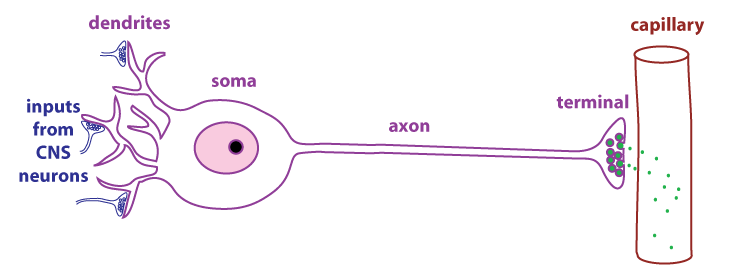 dendrites
capillary
soma
inputs
from
CNS
neurons
axon
terminal